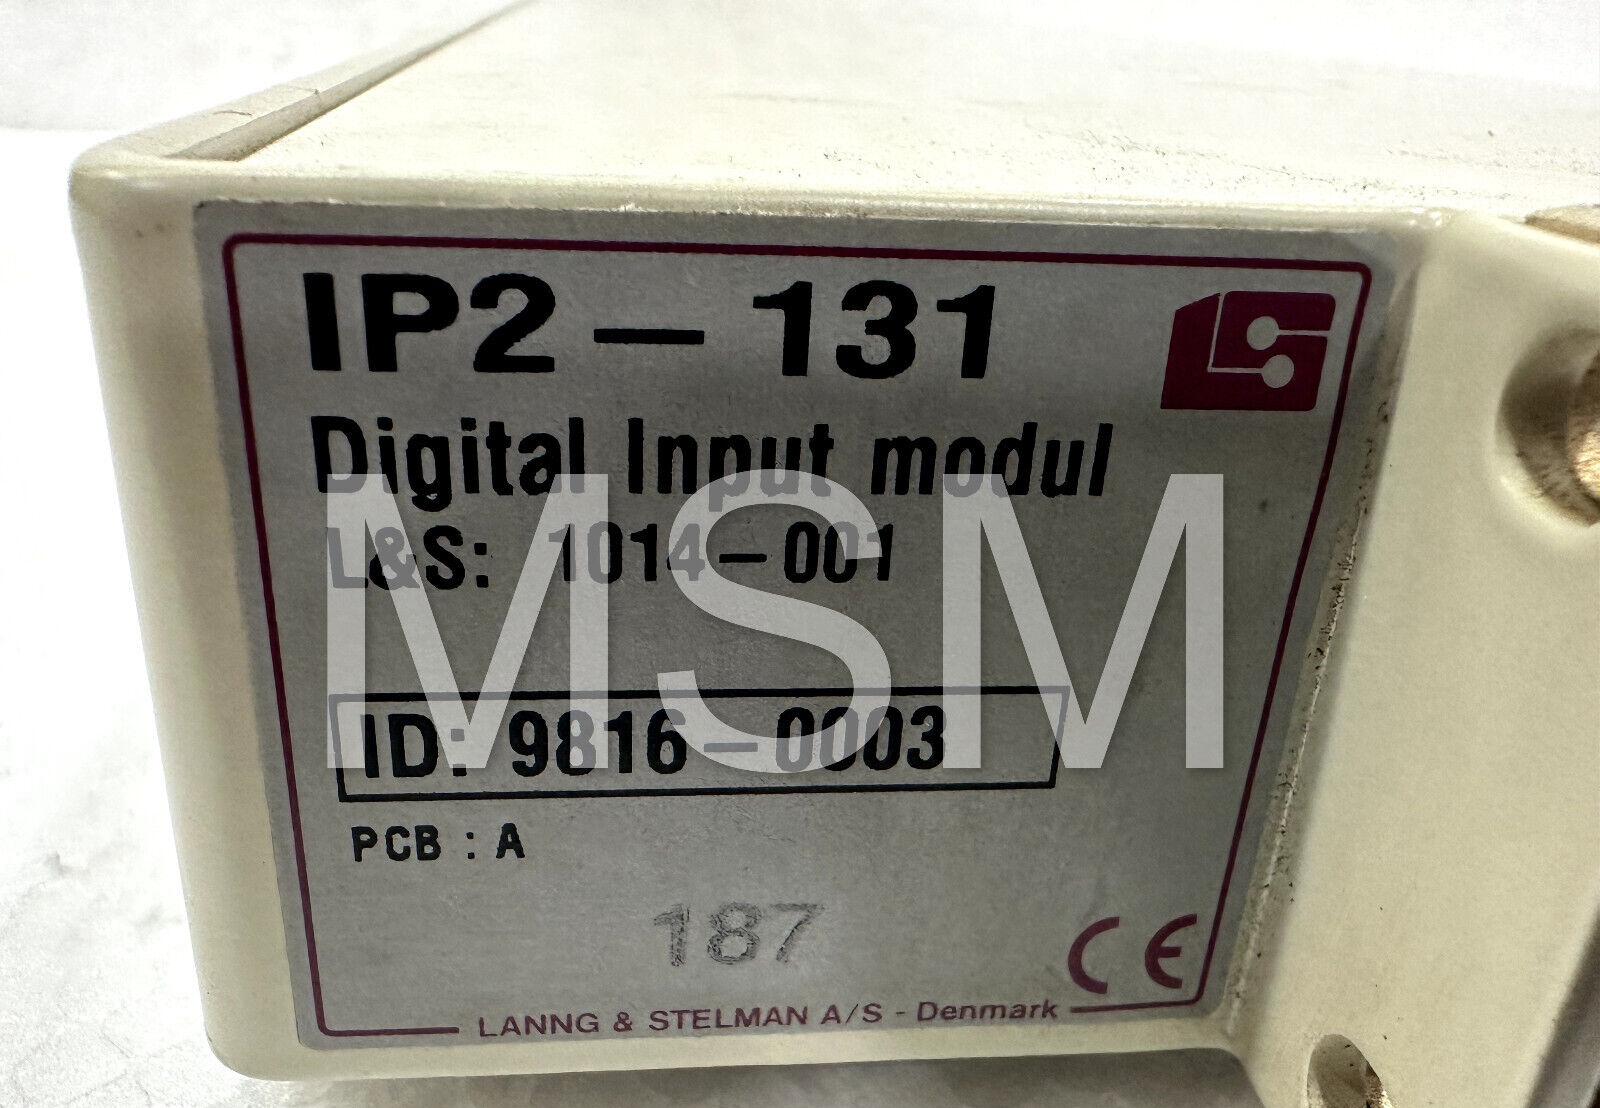 IP2-131
Digital Input modul
L&S: 1014-001
ID: 9816-0003
PCB : A
187
CE
LANNG & STELMAN A/S - Denmark
MSM